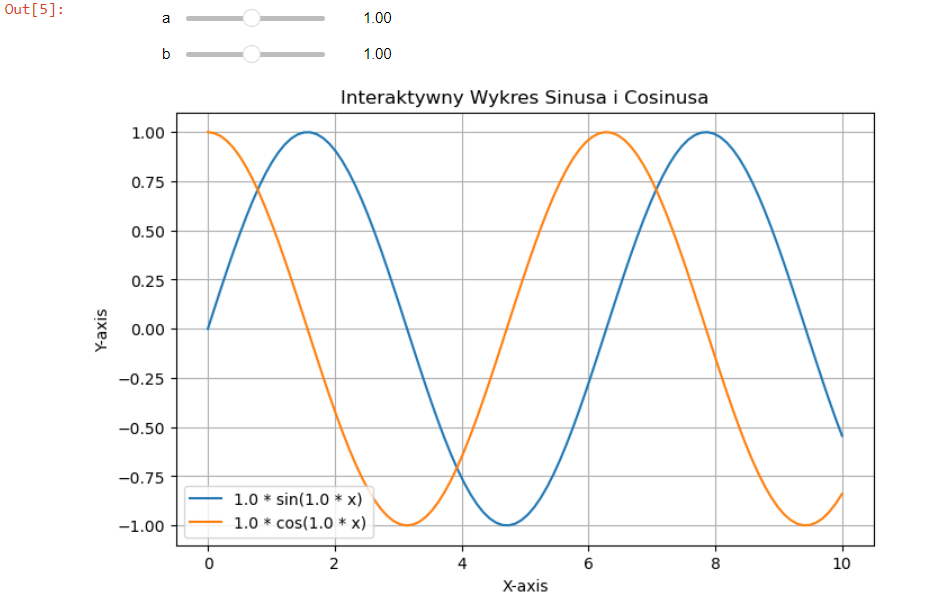 Out[5]:
a 1.00
b 1.00
Interaktywny Wykres Sinusa i Cosinusa
1.00
0.75
0.50
0.25
0.00
−0.25
−0.50
−0.75
−1.00
Y-axis
1.0 * sin(1.0 * x)
1.0 * cos(1.0 * x)
0 2 4 6 8 10
X-axis